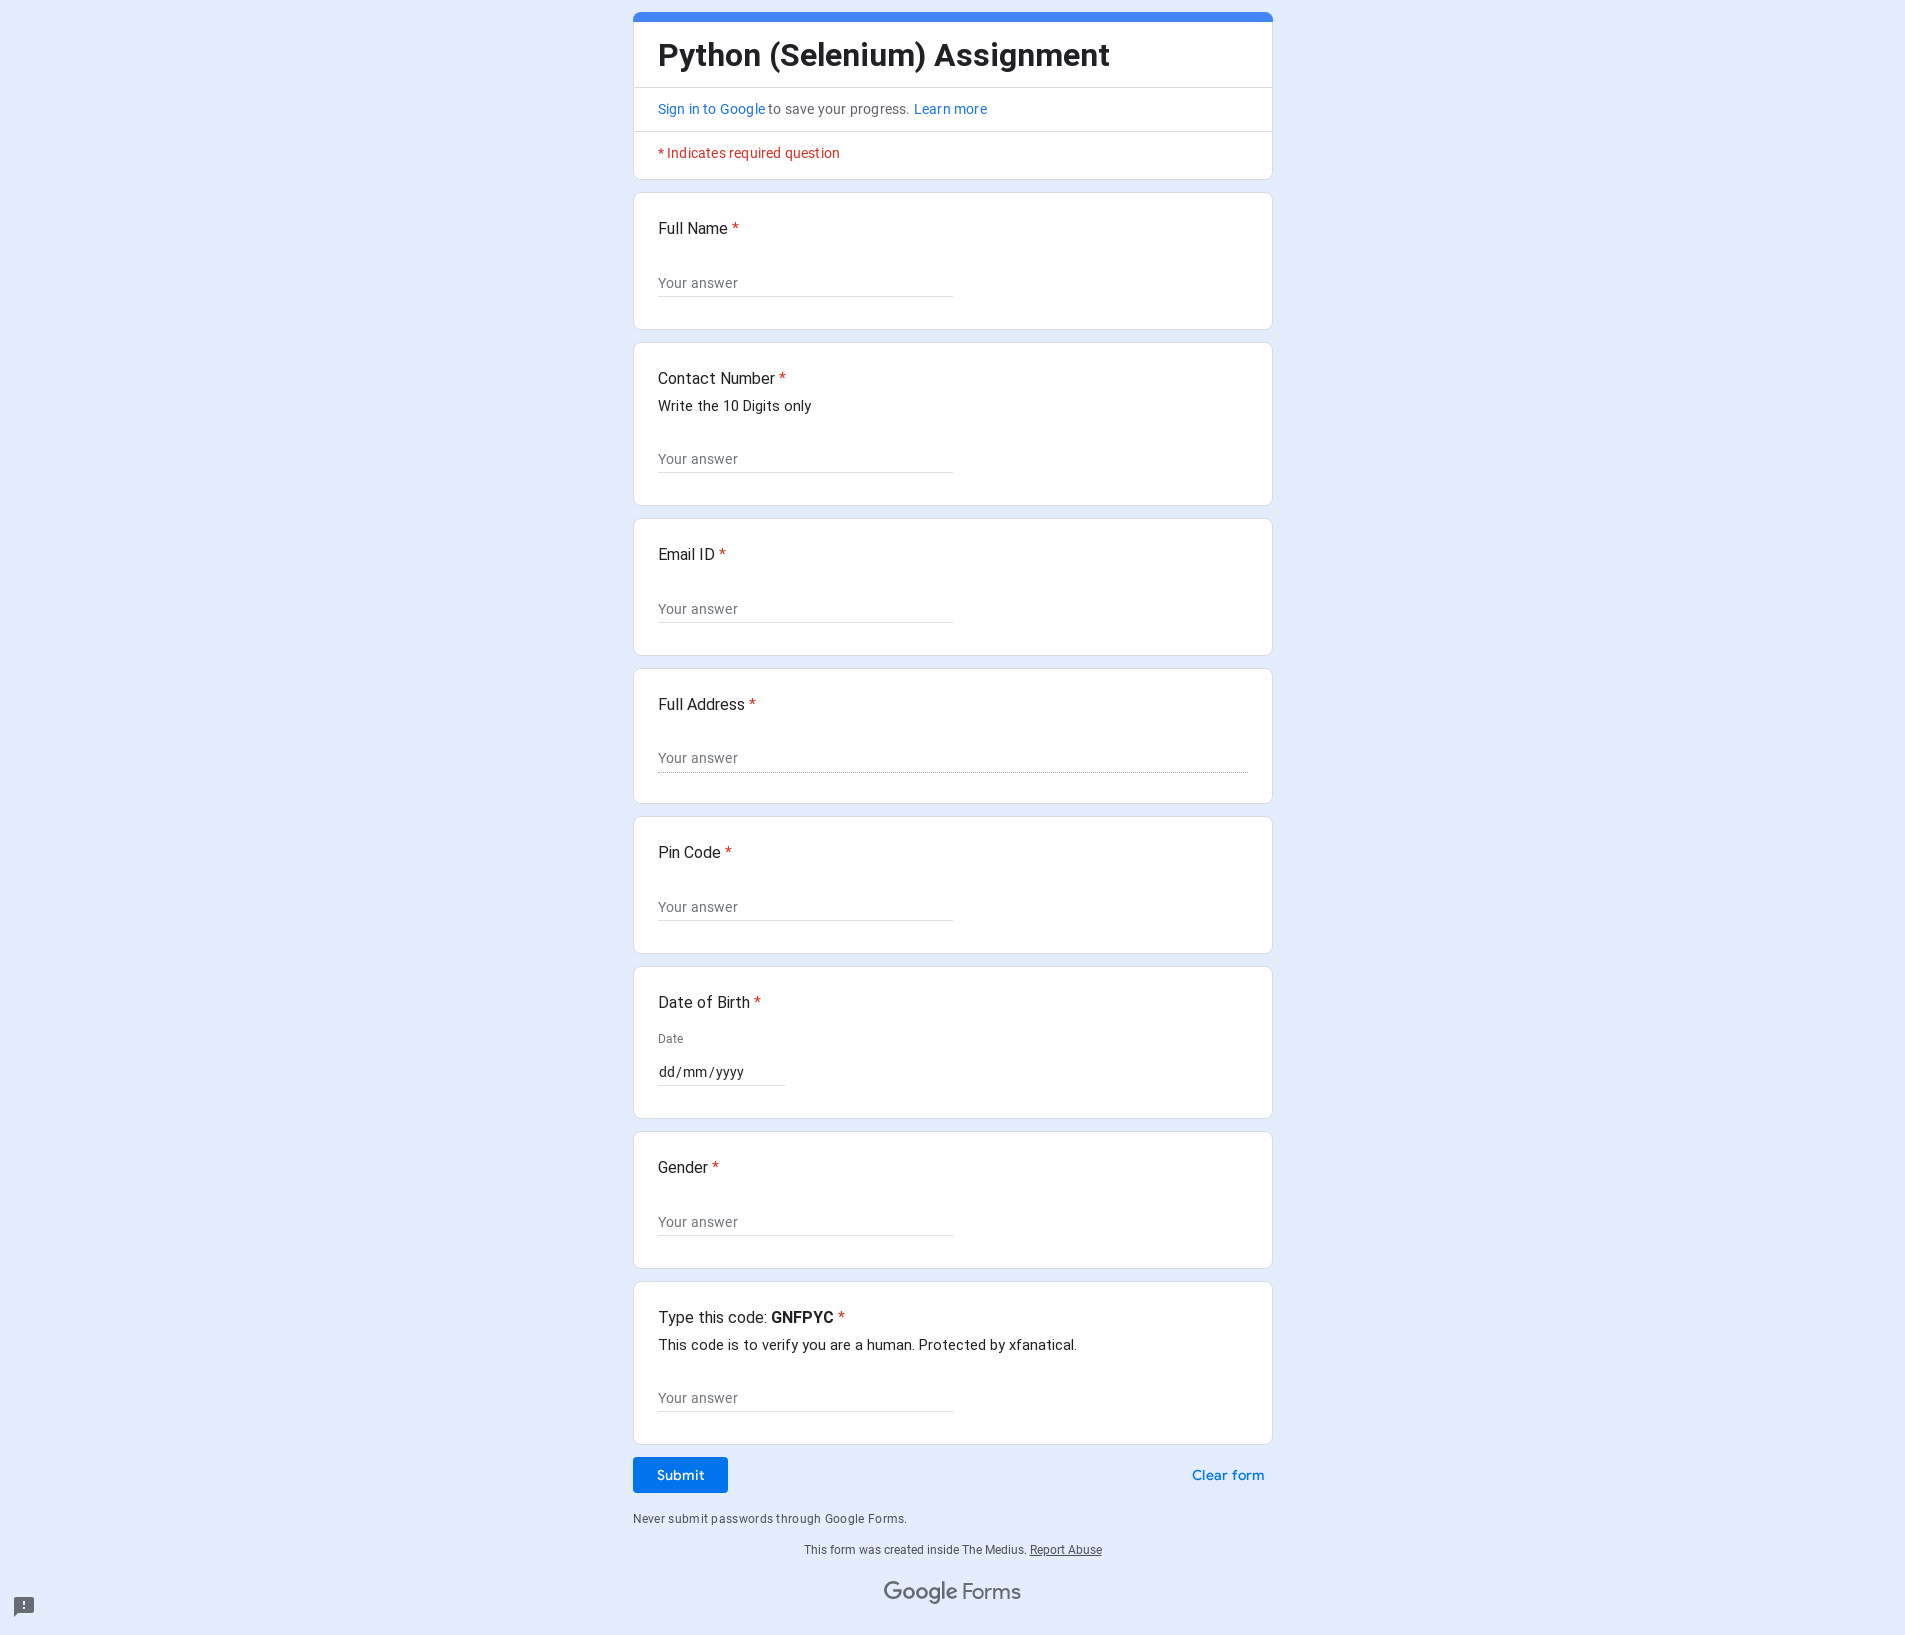 Python (Selenium) Assignment
Sign in to Google to save your progress. Learn more
* Indicates required question
Full Name *
Your answer
Contact Number *
Write the 10 Digits only
Your answer
Email ID *
Your answer
Full Address *
Your answer
Pin Code *
Your answer
Date of Birth *
Date
dd/mm/yyyy
Gender *
Your answer
Type this code: GNFPYC *
This code is to verify you are a human. Protected by xfanatical.
Your answer
Submit Clear form
Never submit passwords through Google Forms.
This form was created inside The Medius. Report Abuse
Google Forms